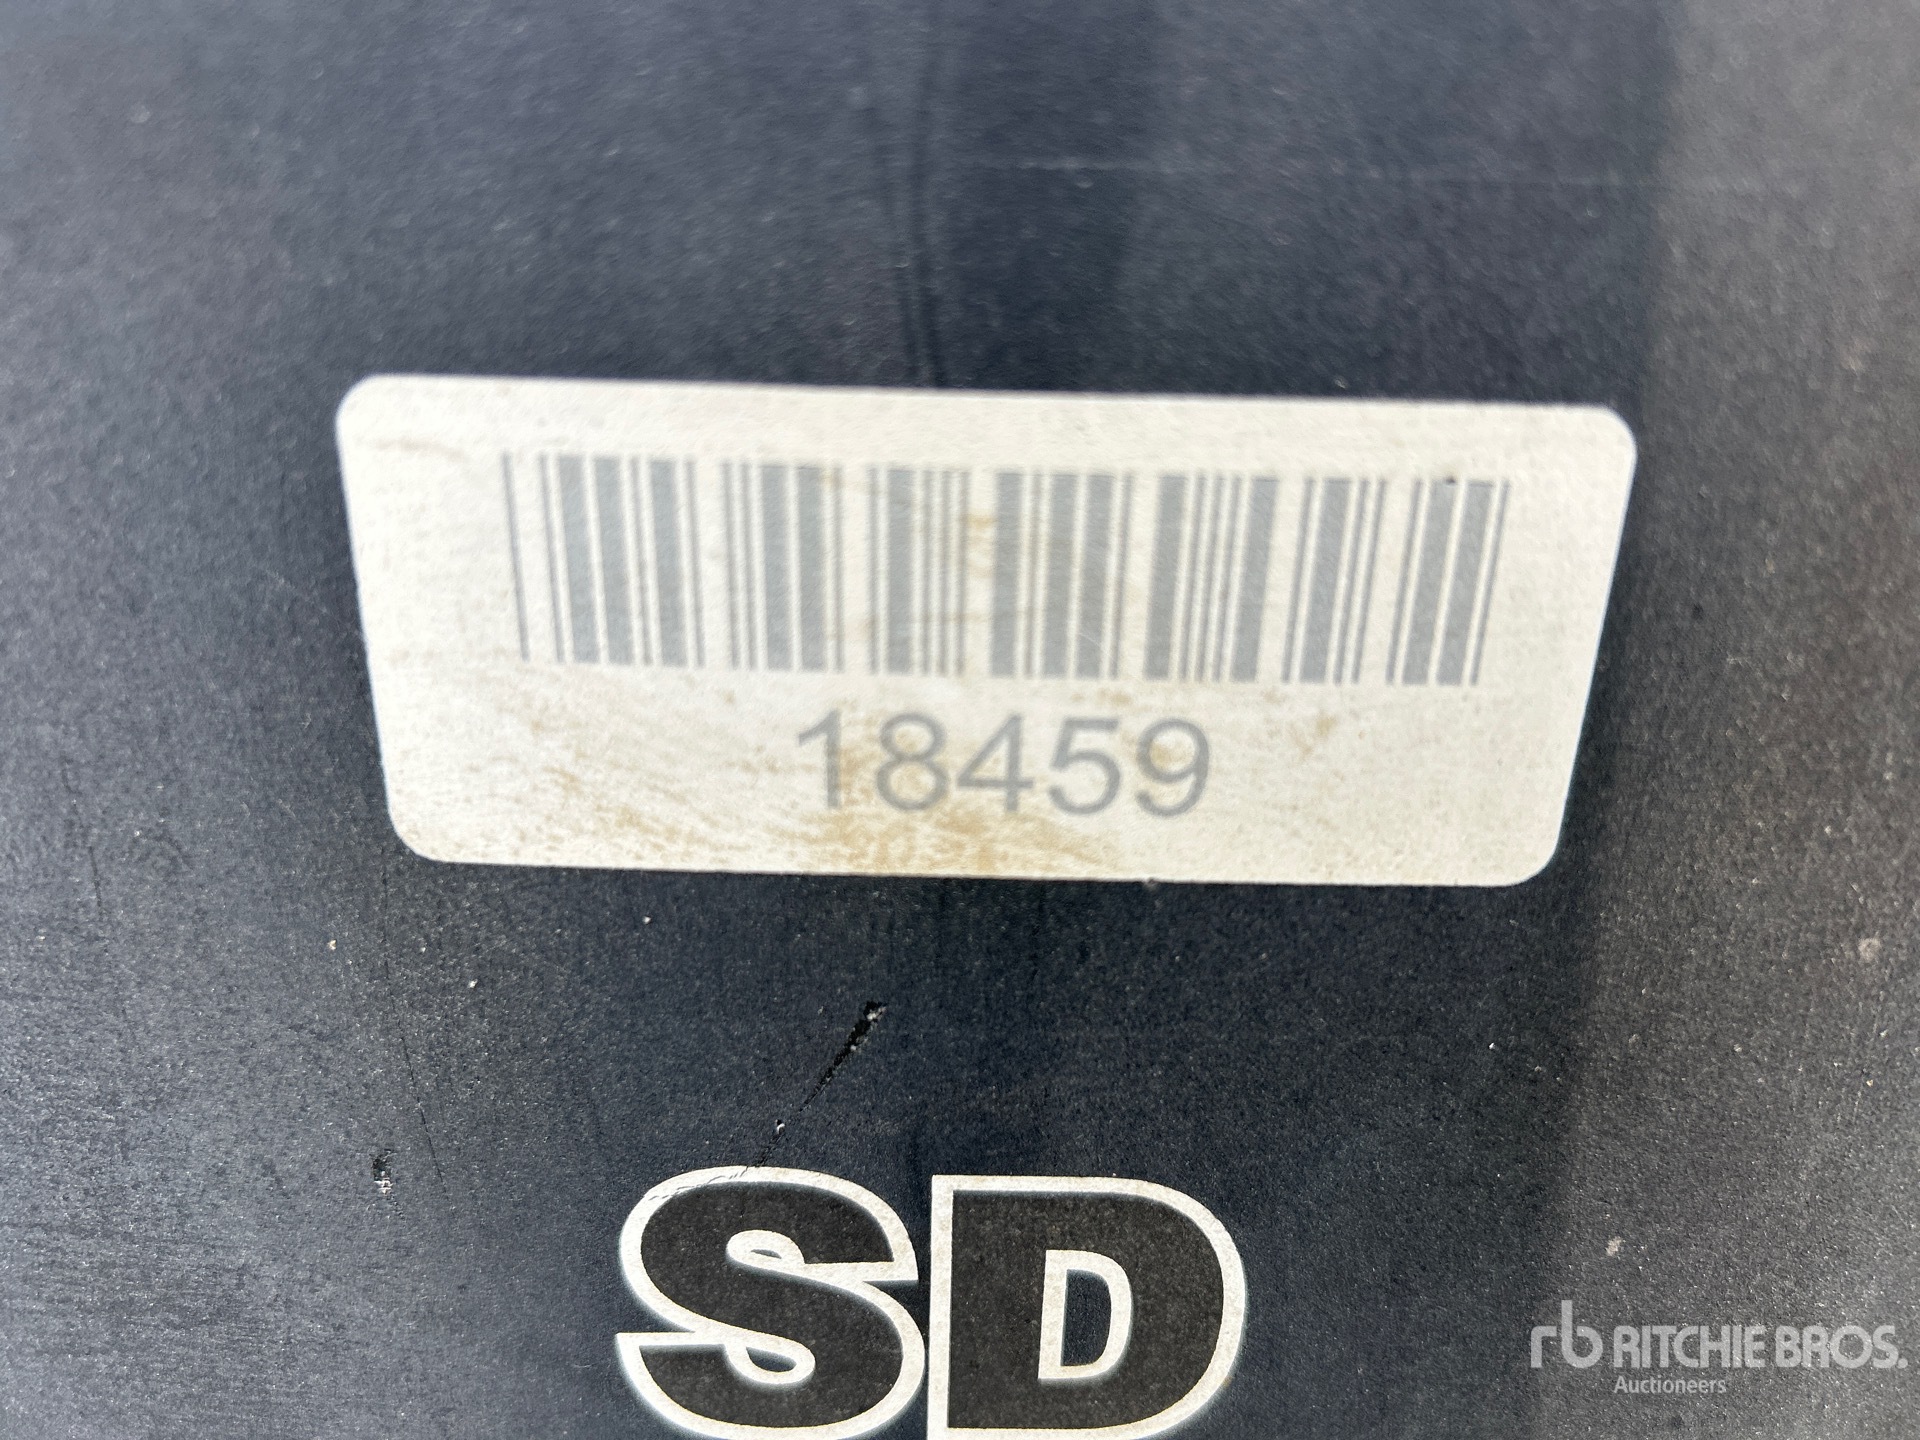 18459
SD
rb RITCHIE BROS.
Auctioneers